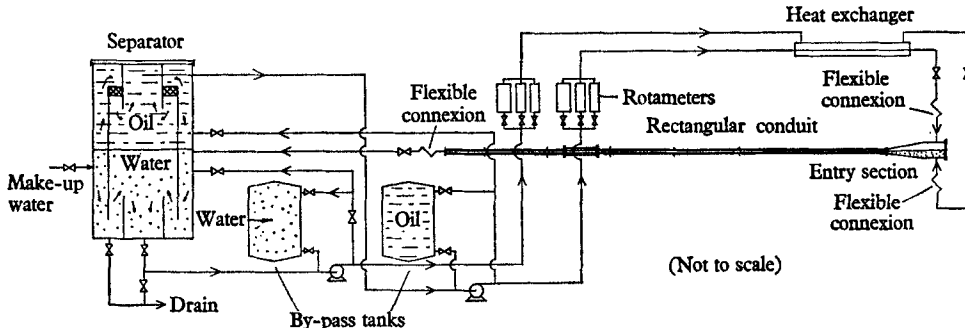 Heat exchanger
Separator
Flexible
connexion
Rotameters
Flexible
connexion
Rectangular conduit
Oil
Water
Entry section
Make-up
water
Water
Oil
Flexible
connexion
(Not to scale)
Drain
By-pass tanks